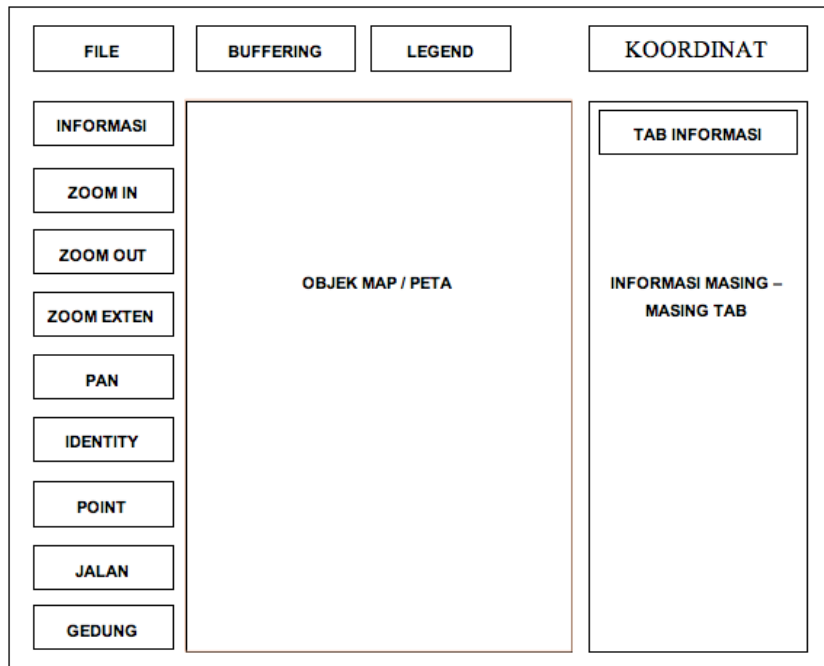 FILE
BUFFERING
LEGEND
KOORDINAT
INFORMASI
ZOOM IN
ZOOM OUT
ZOOM EXTEN
PAN
IDENTITY
POINT
JALAN
GEDUNG
OBJEK MAP / PETA
TAB INFORMASI
INFORMASI MASING –
MASING TAB